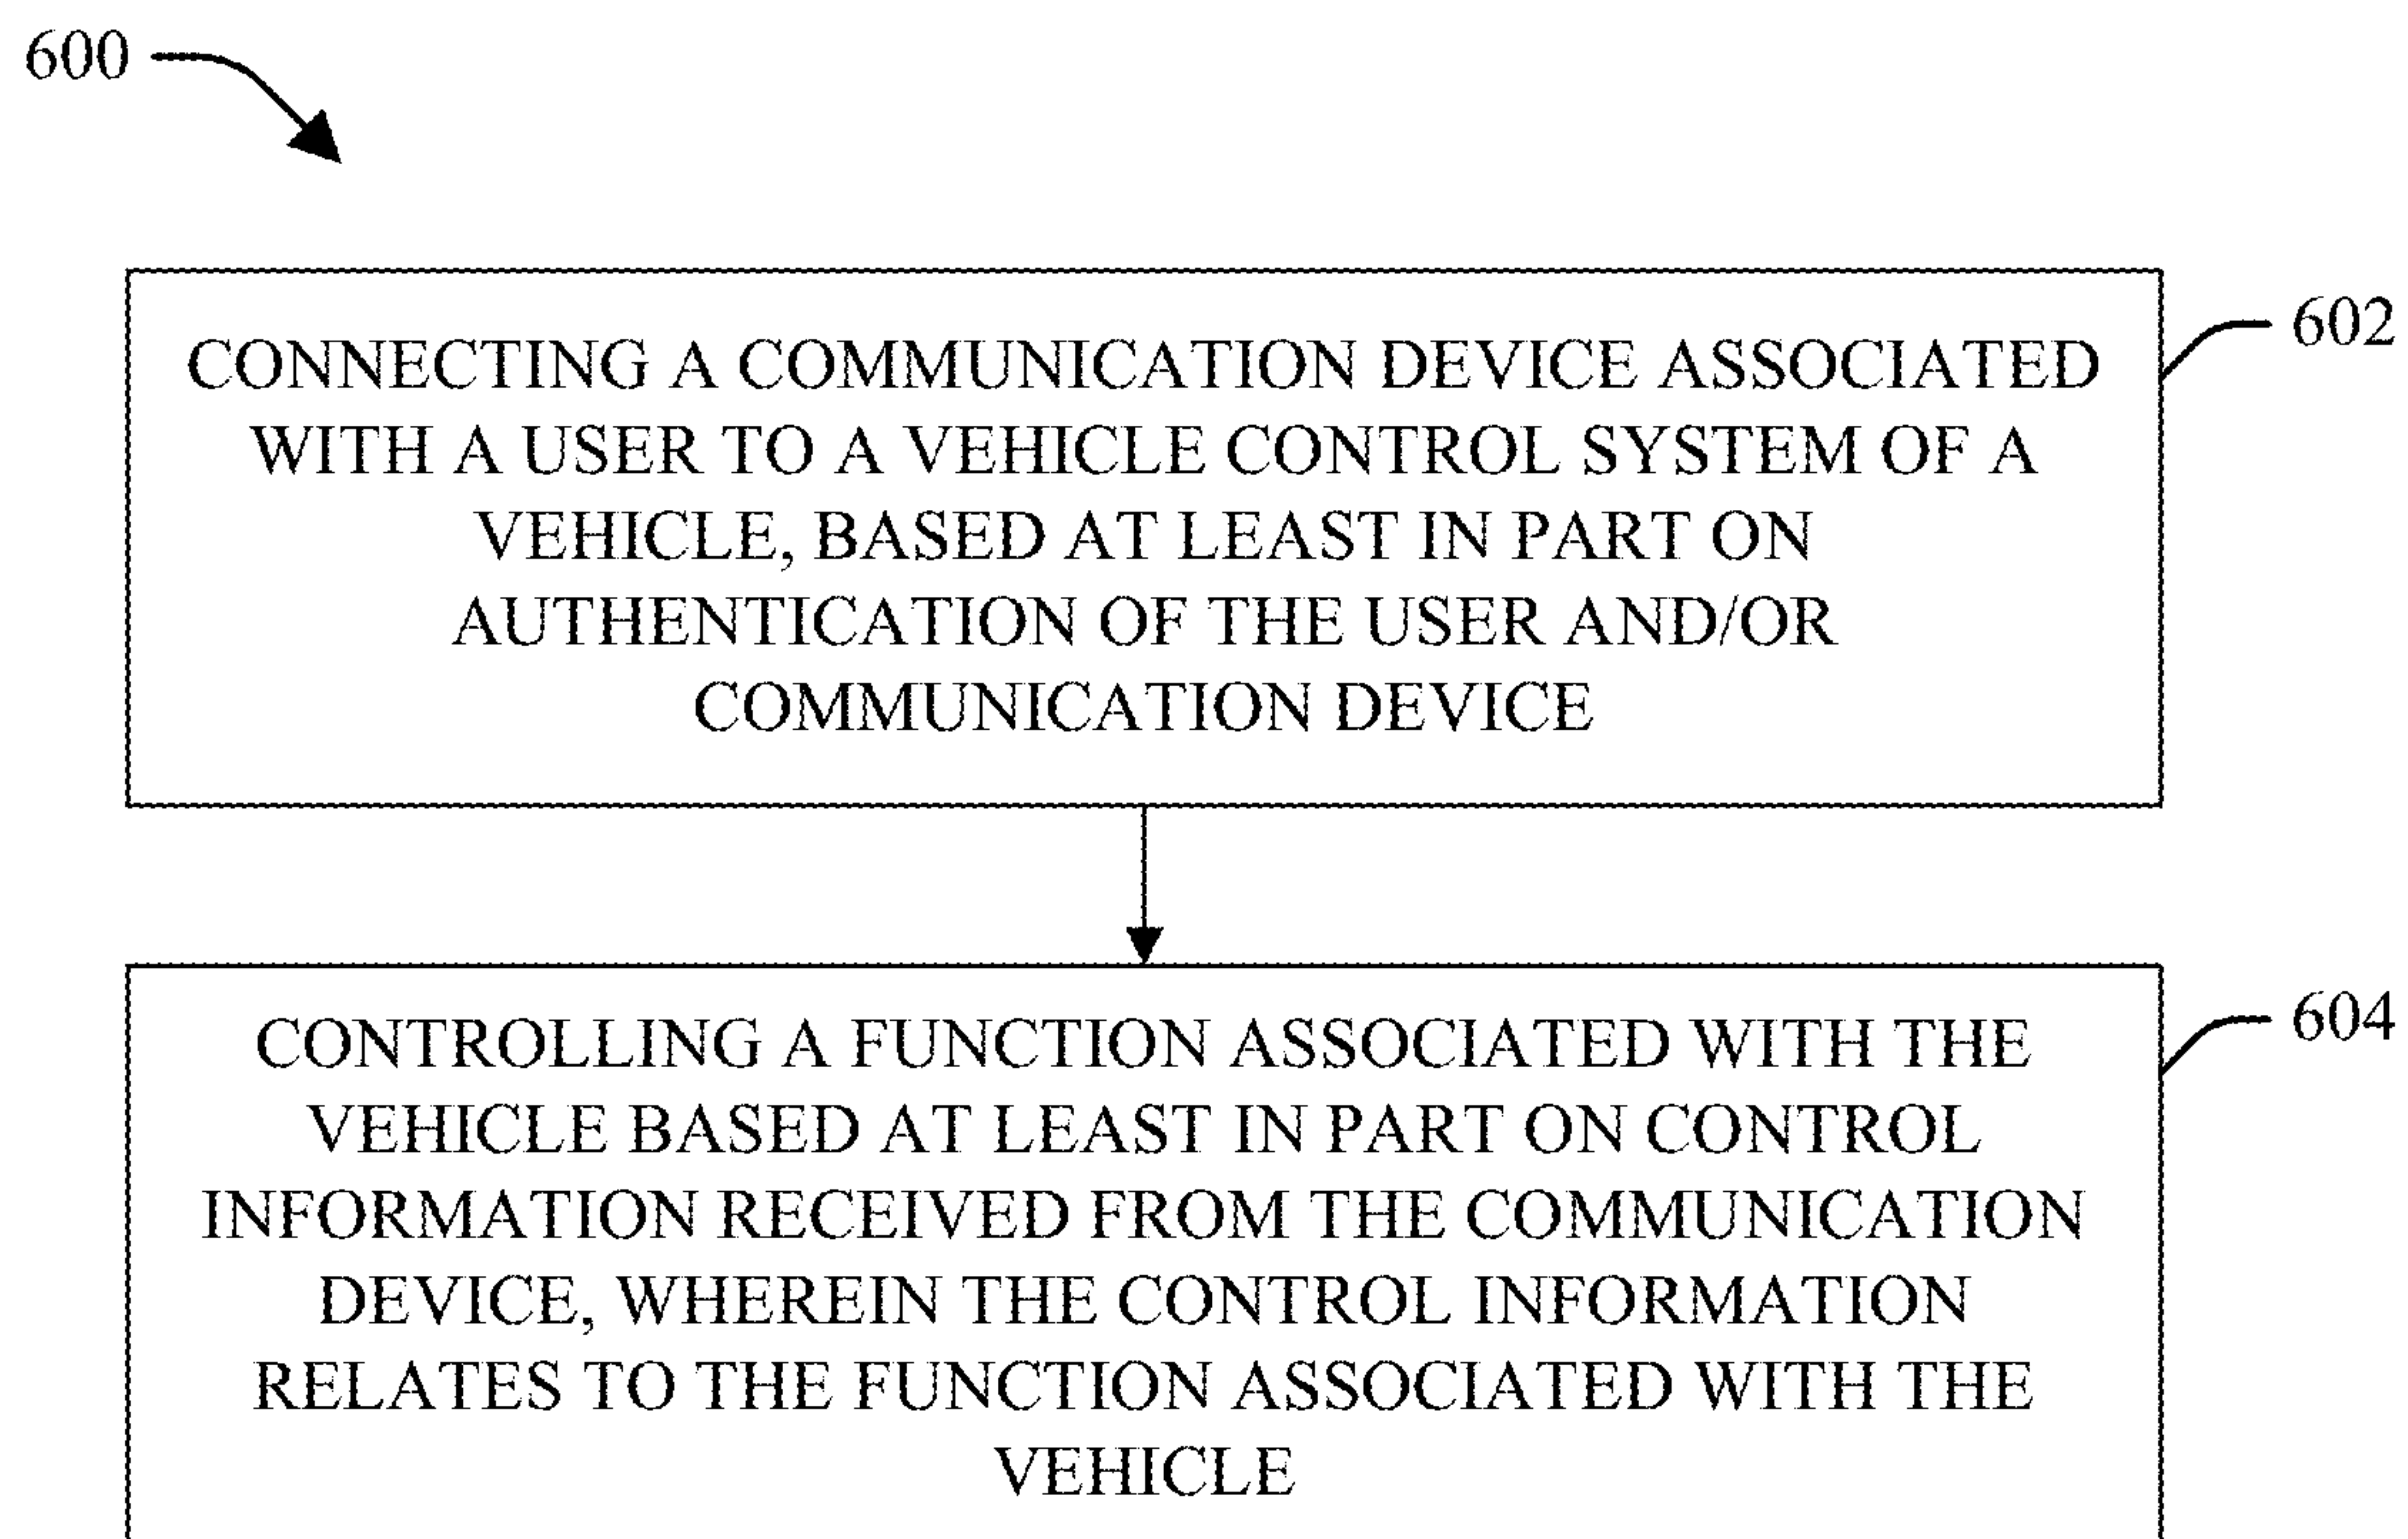 600
602
CONNECTING A COMMUNICATION DEVICE ASSOCIATED
WITH A USER TO A VEHICLE CONTROL SYSTEM OF A
VEHICLE, BASED AT LEAST IN PART ON
AUTHENTICATION OF THE USER AND/OR
COMMUNICATION DEVICE
604
CONTROLLING A FUNCTION ASSOCIATED WITH THE
VEHICLE BASED AT LEAST IN PART ON CONTROL
INFORMATION RECEIVED FROM THE COMMUNICATION
DEVICE, WHEREIN THE CONTROL INFORMATION
RELATES TO THE FUNCTION ASSOCIATED WITH THE
VEHICLE